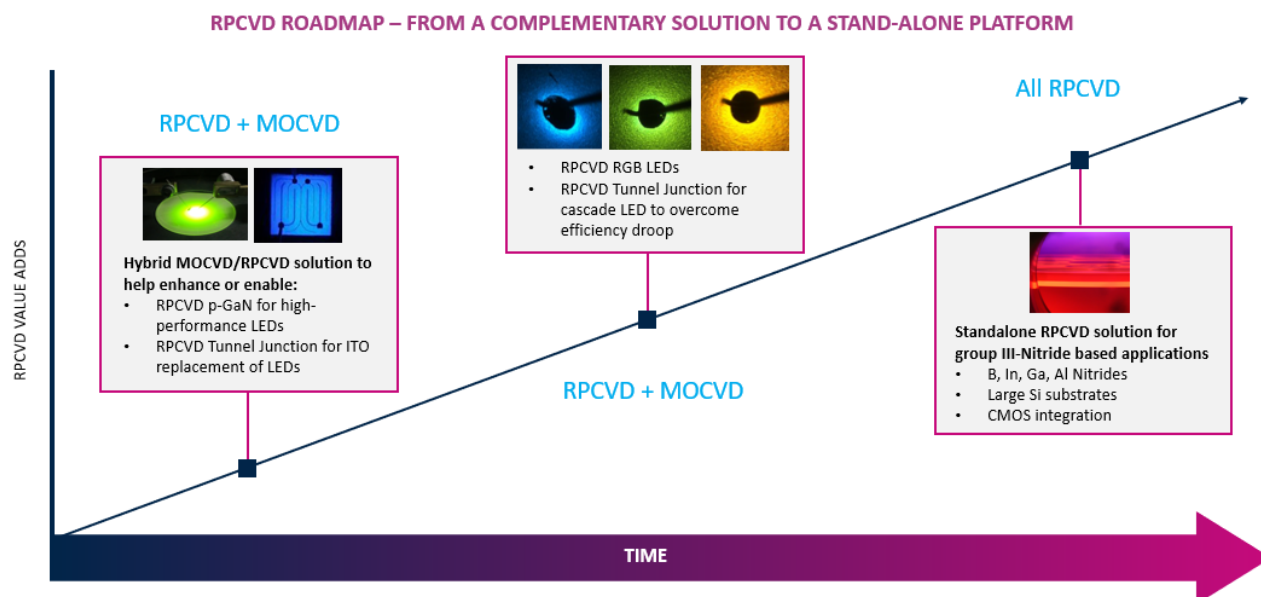 RPCVD ROADMAP – FROM A COMPLEMENTARY SOLUTION TO A STAND-ALONE PLATFORM
RPCVD VALUE ADDS
RPCVD + MOCVD
Hybrid MOCVD/RPCVD solution to
help enhance or enable:
• RPCVD p-GaN for high-
performance LEDs
• RPCVD Tunnel Junction for ITO
replacement of LEDs
• RPCVD RGB LEDs
• RPCVD Tunnel Junction for
cascade LED to overcome
efficiency droop
RPCVD + MOCVD
All RPCVD
Standalone RPCVD solution for
group III-Nitride based applications
• B, In, Ga, Al Nitrides
• Large Si substrates
• CMOS integration
TIME